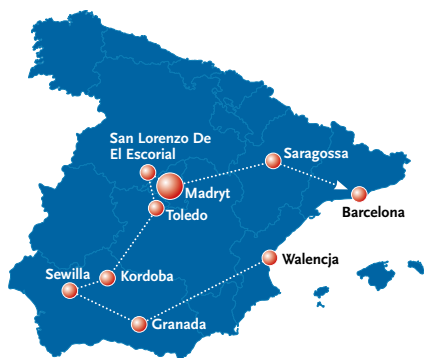 San Lorenzo De
El Escorial
Saragossa
Madryt
Barcelona
Toledo
Walencja
Sewilla
Kordoba
Granada